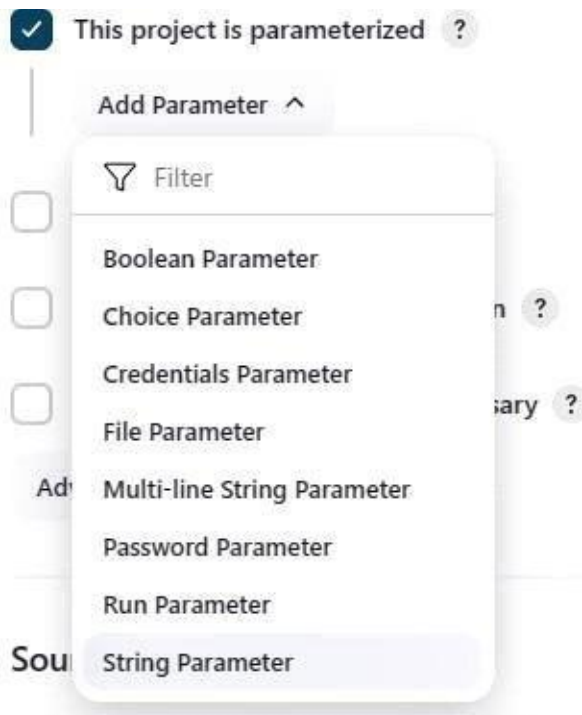 This project is parameterized ?
Add Parameter
Filter
Boolean Parameter
Choice Parameter
n ?
Credentials Parameter
sary ?
File Parameter
Adv
Multi-line String Parameter
Password Parameter
Run Parameter
Sou
String Parameter